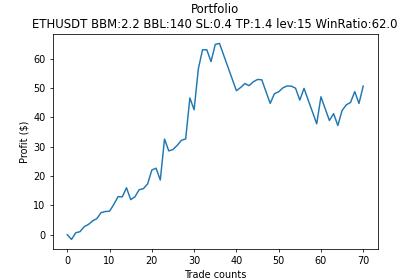 Portfolio
ETHUSDT BBM:2.2 BBL:140 SL:0.4 TP:1.4 lev:15 WinRatio:62.0
Profit ($)
60
50
40
30
20
10
0
0 10 20 30 40 50 60 70
Trade counts